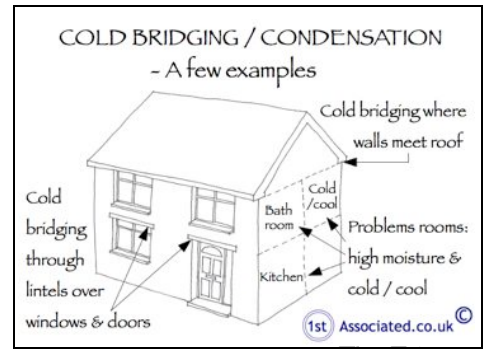 COLD BRIDGING / CONDENSATION
- A few examples
Cold bridging where
walls meet roof
Cold
/cool
Bath
room
Kitchen
Problems rooms:
high moisture &
cold / cool
Cold
bridging
through
lintels over
windows & doors
1st Associated.co.uk ©